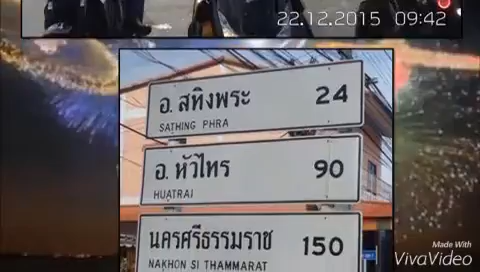 22.12.2015 09:42
อ. สทิงพระ 24
SATHING PHRA
อ. หัวไทร 90
HUATRAI
นครศรีธรรมราช 150
NAKHON SI THAMMARAT
Made With
VivaVideo